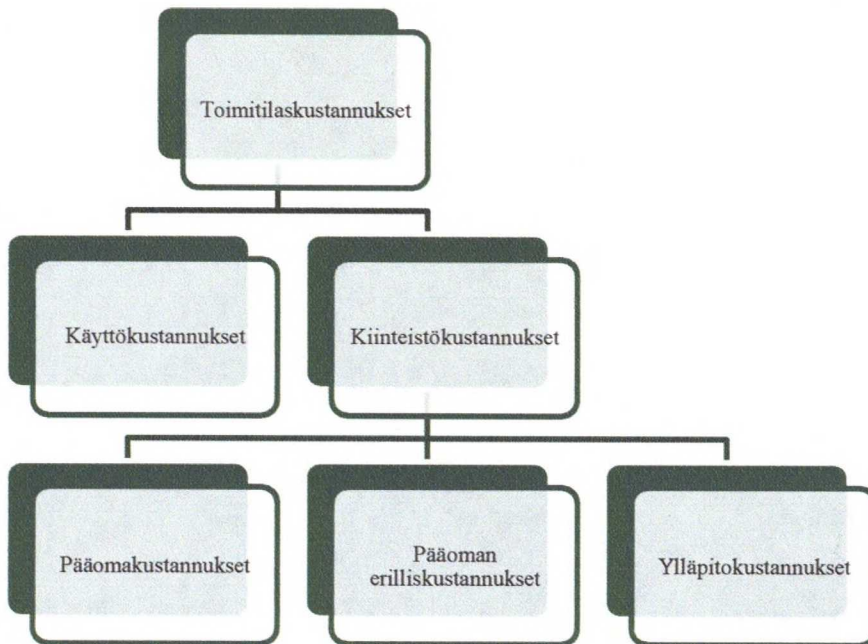 Toimitilaskustannukset
Käyttökustannukset
Kiinteistökustannukset
Pääomakustannukset
Pääoman
erilliskustannukset
Ylläpitokustannukset